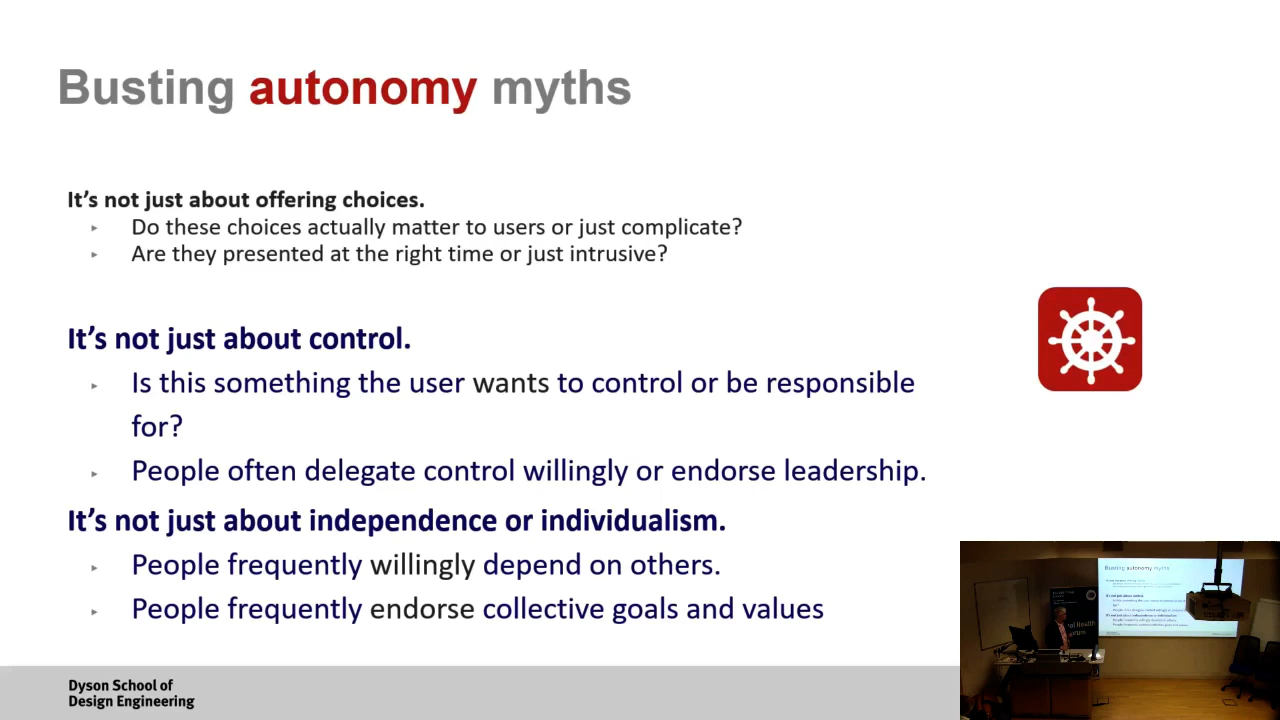 Busting autonomy myths
It's not just about offering choices.
Do these choices actually matter to users or just complicate?
Are they presented at the right time or just intrusive?
It's not just about control.
Is this something the user wants to control or be responsible
for?
People often delegate control willingly or endorse leadership.
It's not just about independence or individualism.
People frequently willingly depend on others.
People frequently endorse collective goals and values
Dyson School of
Design Engineering
Busting autonomy myths